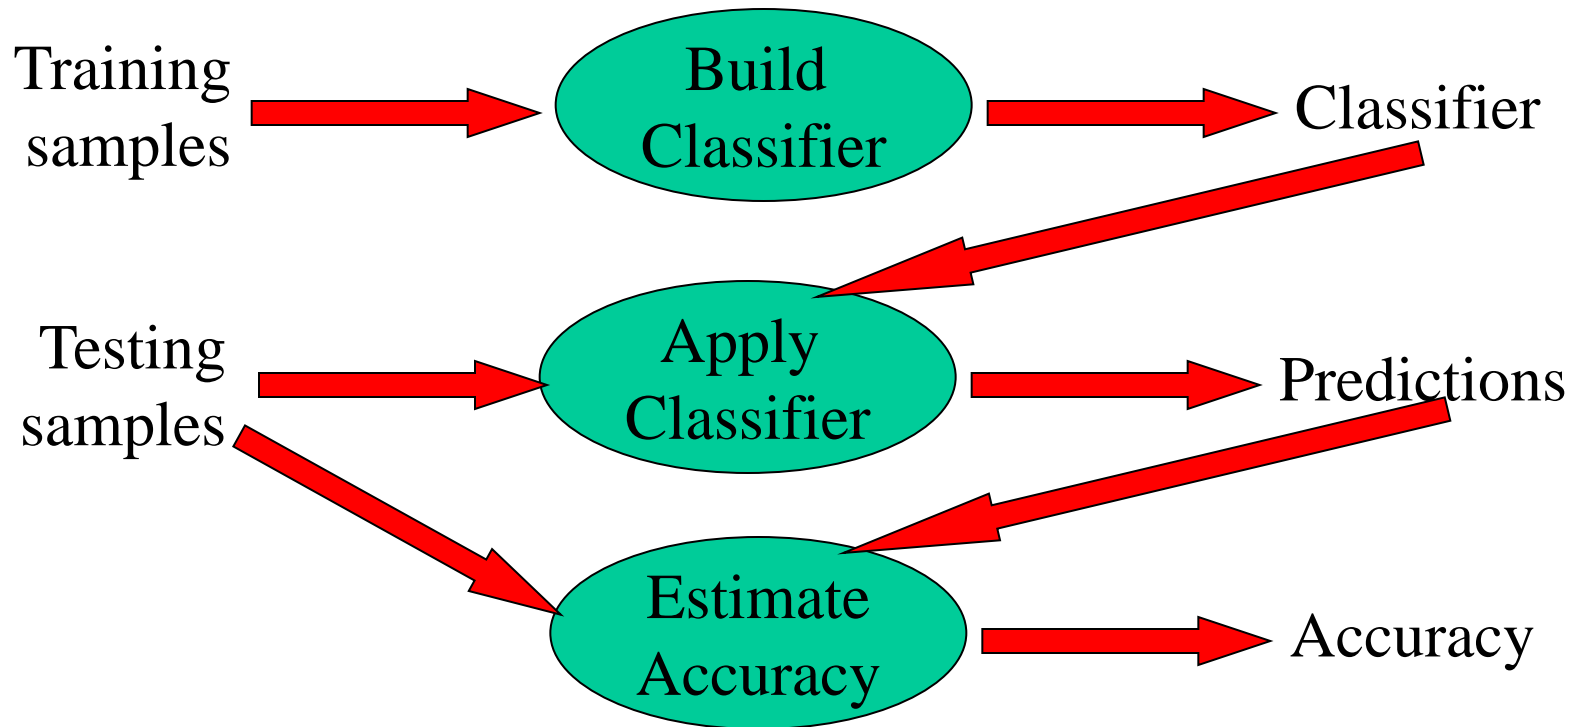 Training
samples
Build
Classifier
Classifier
Testing
samples
Apply
Classifier
Predictions
Estimate
Accuracy
Accuracy